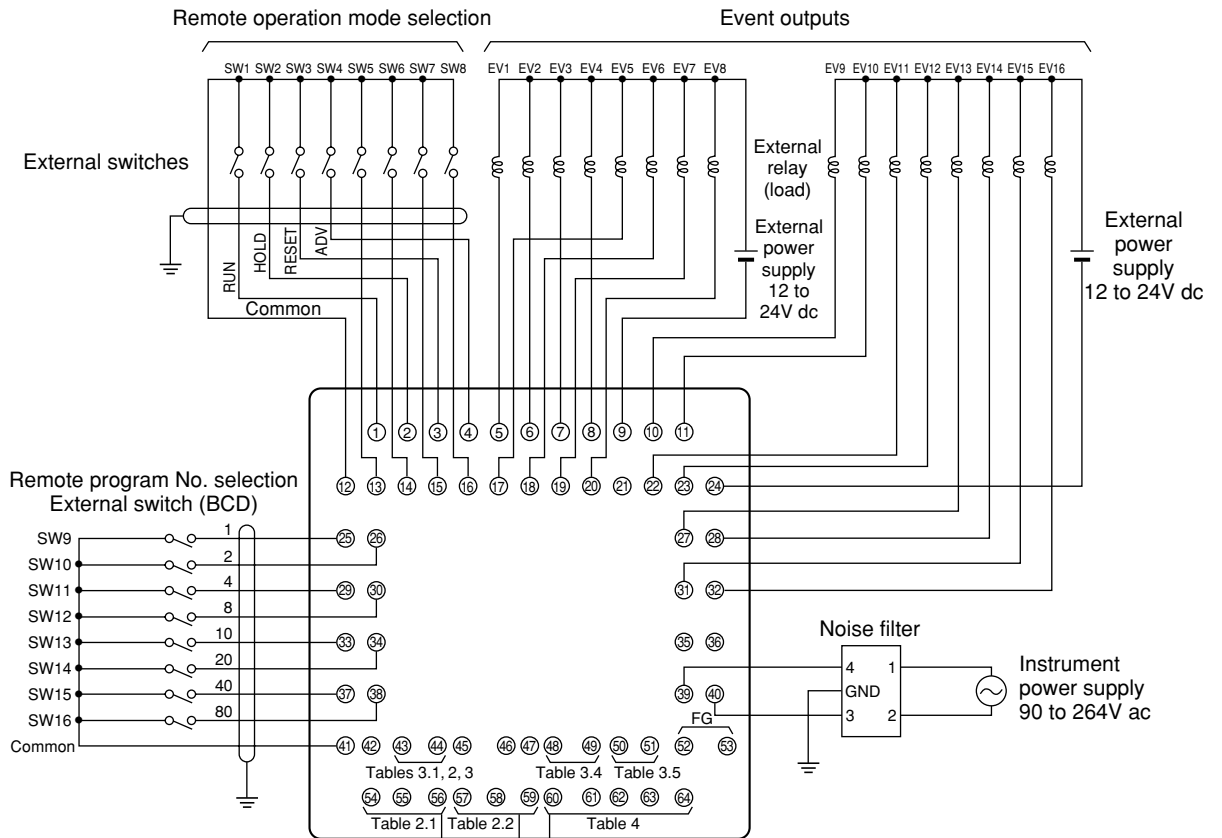 Remote operation mode selection
Event outputs
SW1 SW2 SW3 SW4 SW5 SW6 SW7 SW8
EV1 EV2 EV3 EV4 EV5 EV6 EV7 EV8
EV9 EV10 EV11 EV12 EV13 EV14 EV15 EV16
External switches
External
relay
(load)
External
power
supply
12 to
24V dc
External
power
supply
12 to 24V dc
RUN
HOLD
RESET
ADV
Common
1 2 3 4 5 6 7 8 9 10 11
12 13 14 15 16 17 18 19 20 21 22 23 24
Remote program No. selection
External switch (BCD)
SW9 1 25 26 27 28
SW10 2
SW11 4 29 30 31 32
SW12 8
SW13 10 33 34 35 36
SW14 20
SW15 40 37 38 39 40
SW16 80
Common 41 42 43 44 45 46 47 48 49 50 51 52 53
FG
Noise filter
4 1
GND
3 2
Instrument
power supply
90 to 264V ac
Tables 3.1, 2, 3 Table 3.4 Table 3.5
54 55 56 57 58 59 60 61 62 63 64
Table 2.1 Table 2.2 Table 4